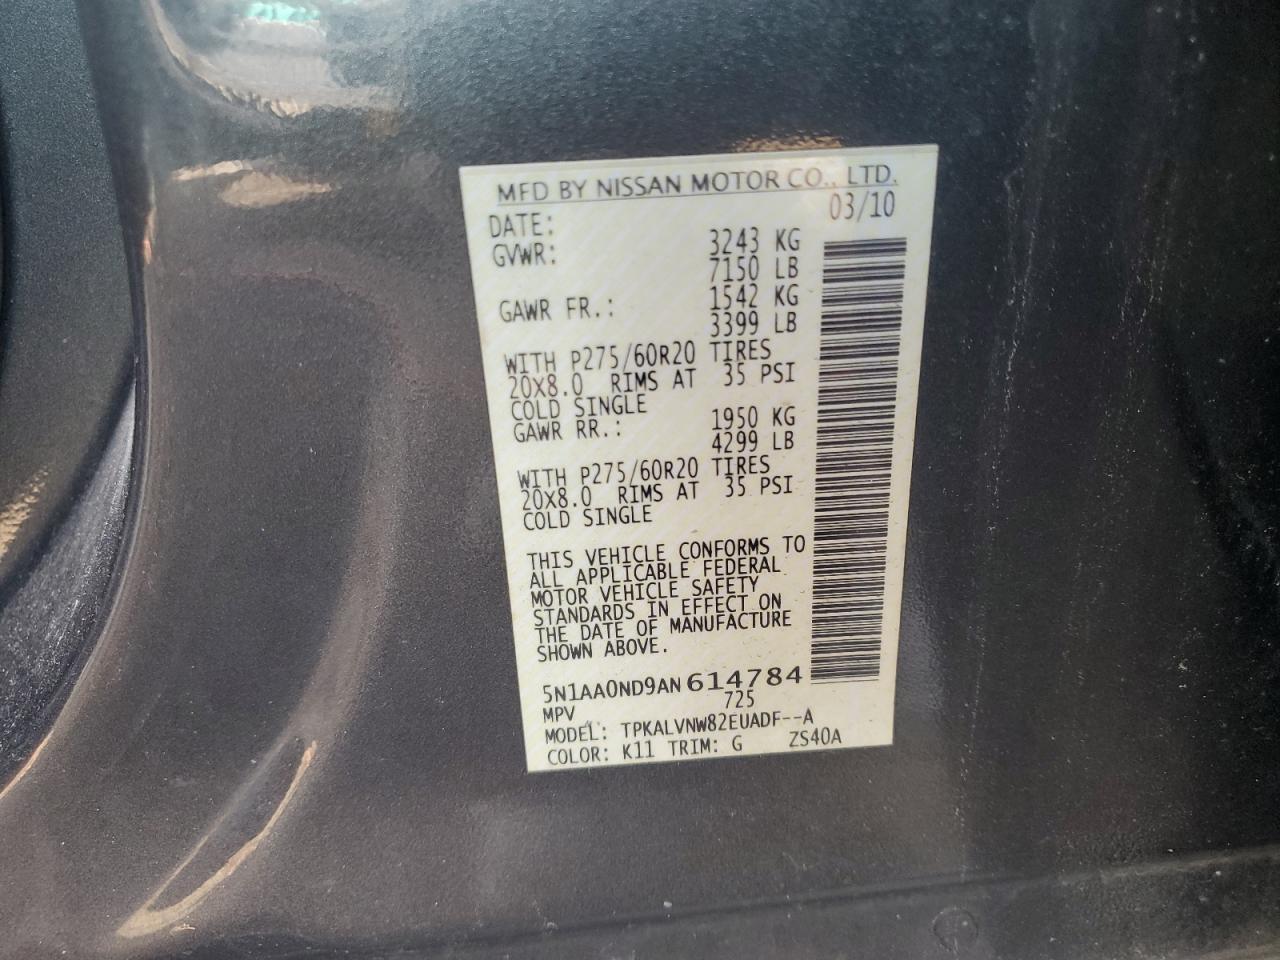 MFD BY NISSAN MOTOR CO., LTD.
DATE: 03/10
GVWR: 3243 KG
7150 LB
GAWR FR.: 1542 KG
3399 LB
WITH P275/60R20 TIRES
20X8.0 RIMS AT 35 PSI
COLD SINGLE
GAWR RR.: 1950 KG
4299 LB
WITH P275/60R20 TIRES
20X8.0 RIMS AT 35 PSI
COLD SINGLE
THIS VEHICLE CONFORMS TO
ALL APPLICABLE FEDERAL
MOTOR VEHICLE SAFETY
STANDARDS IN EFFECT ON
THE DATE OF MANUFACTURE
SHOWN ABOVE.
5N1AA0ND9AN614784
MPV 725
MODEL: TPKALVNW82EUADF--A
COLOR: K11 TRIM: G ZS40A